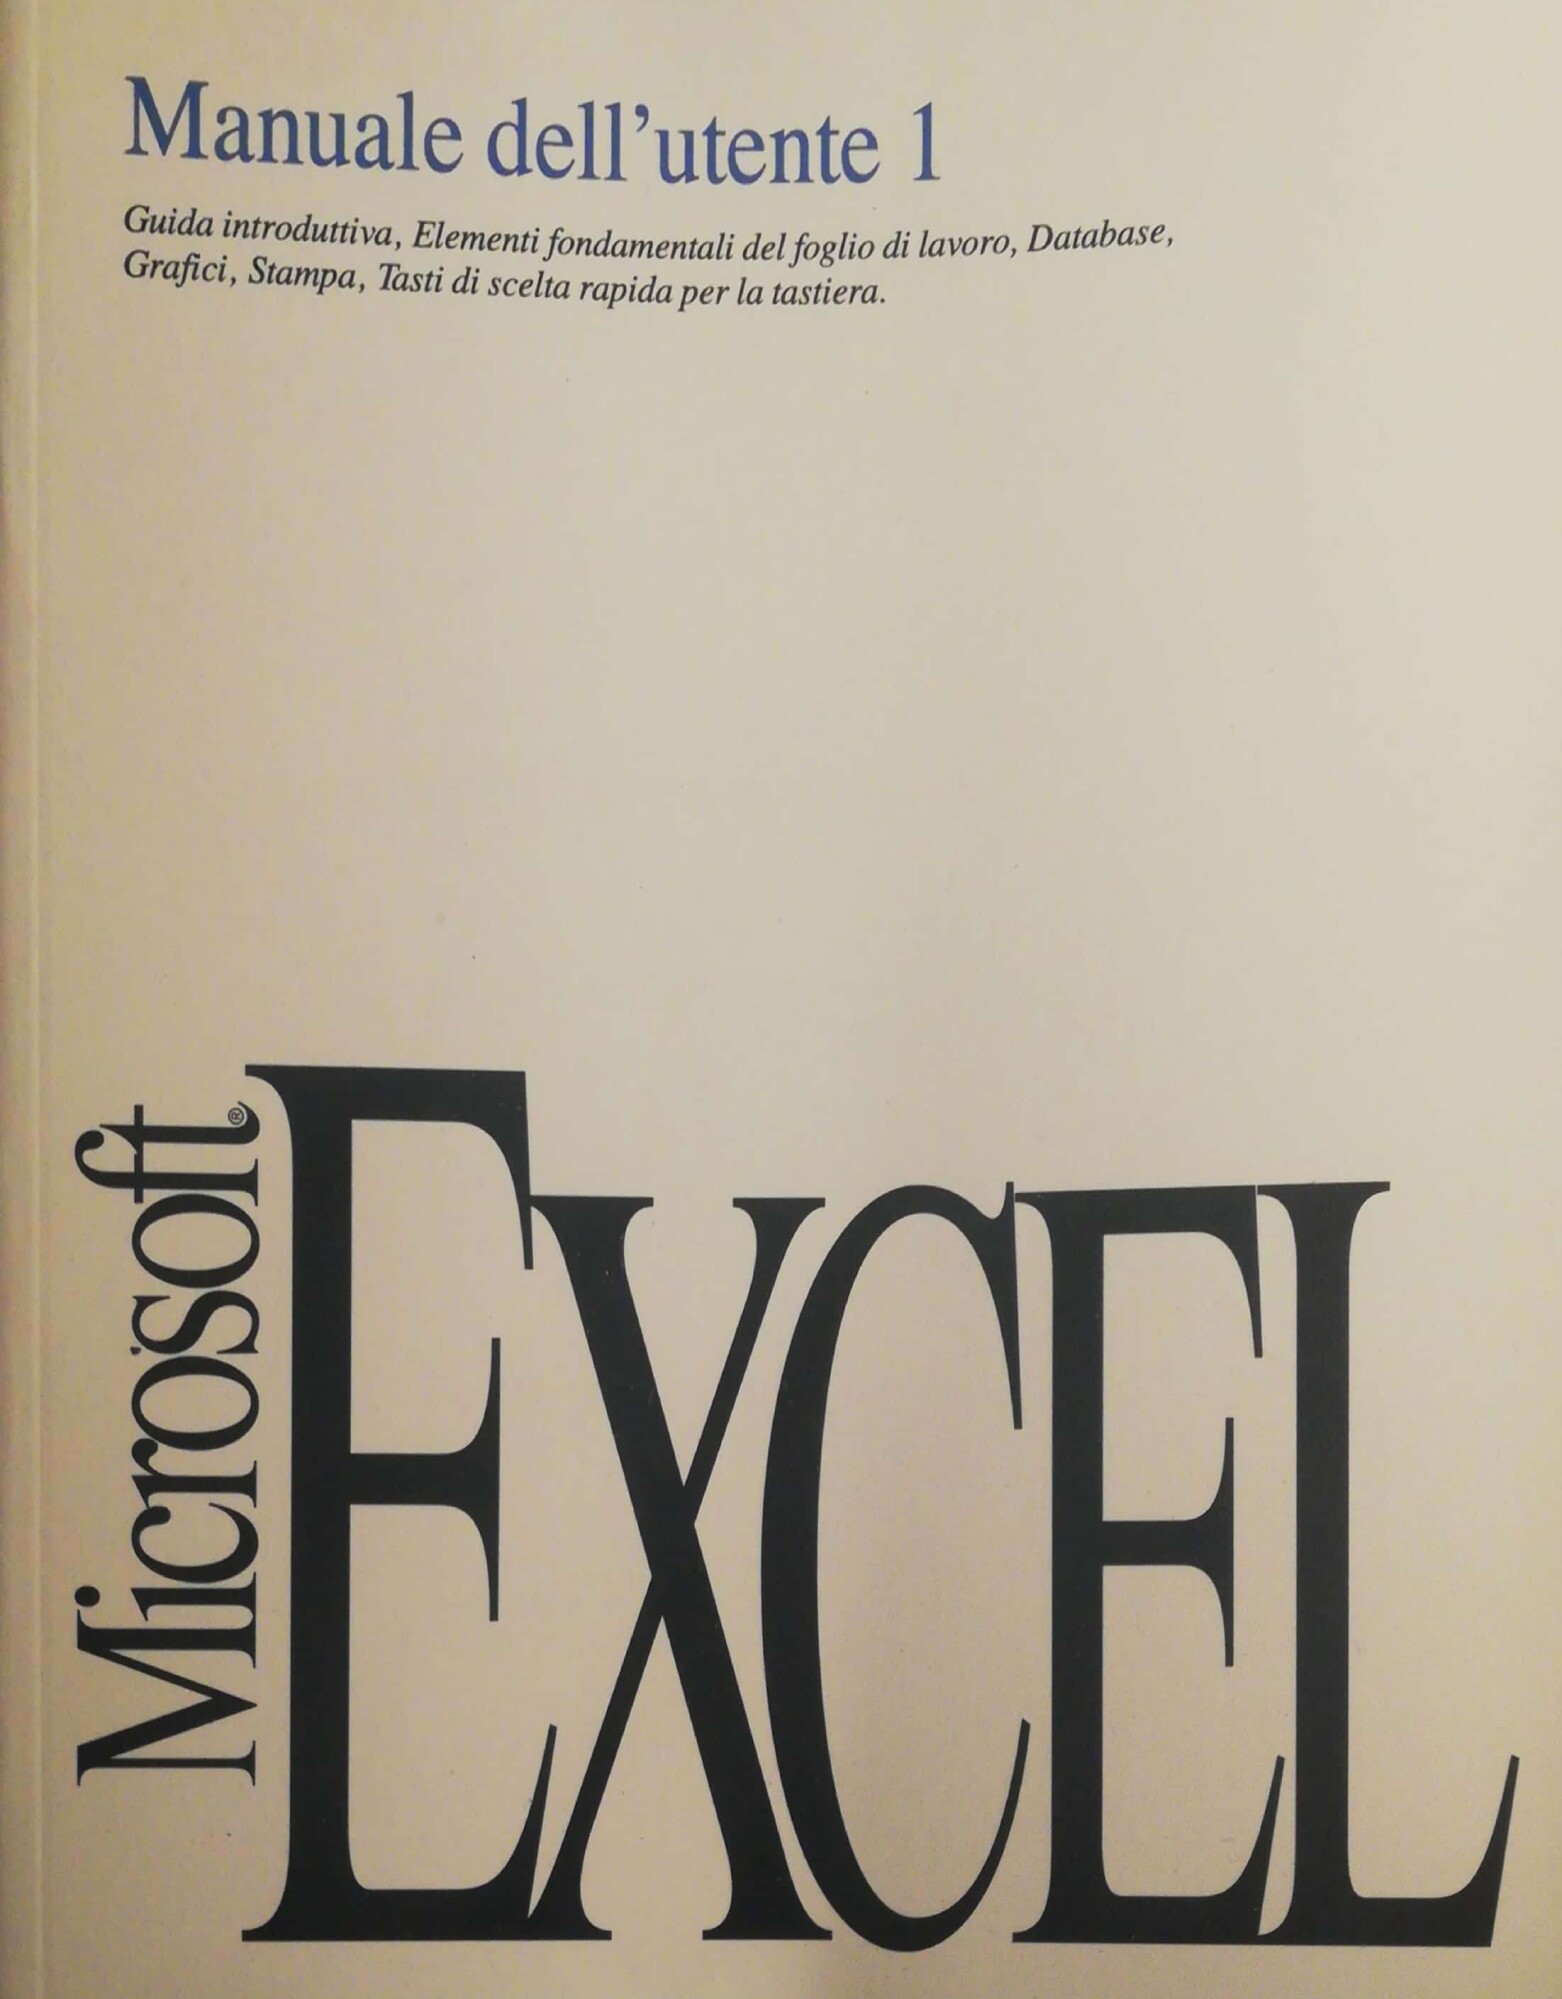 Manuale dell’utente 1
Guida introduttiva, Elementi fondamentali del foglio di lavoro, Database,
Grafici, Stampa, Tasti di scelta rapida per la tastiera.
Microsoft®
EXCEL